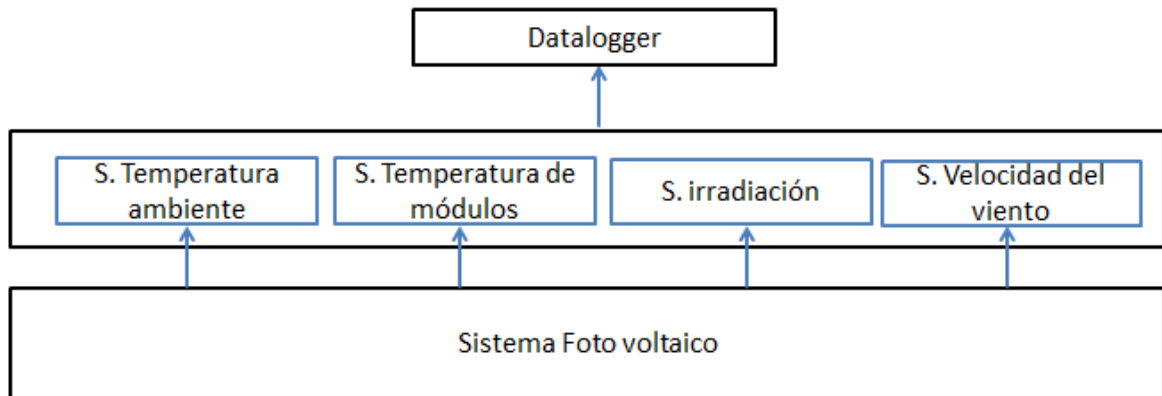 Datalogger
S. Temperatura
ambiente
S. Temperatura de
módulos
S. irradiación
S. Velocidad del
viento
Sistema Foto voltaico